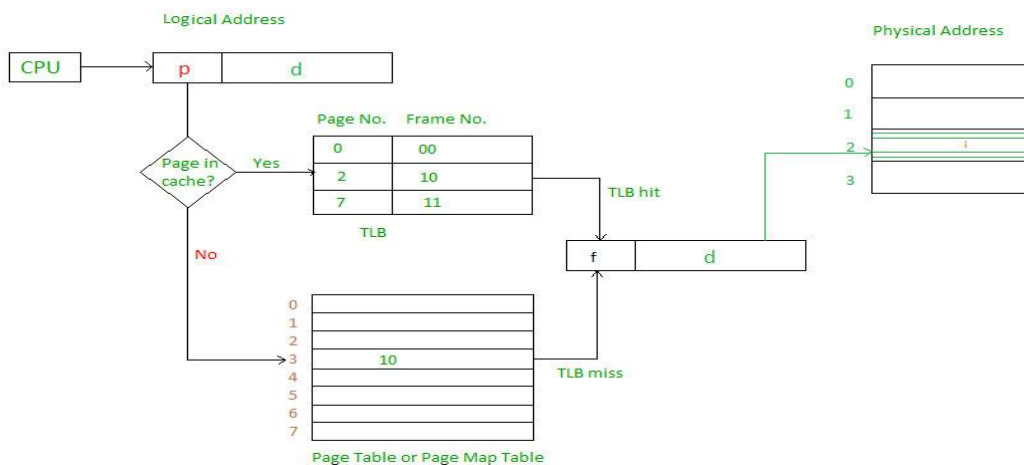 Logical Address
Physical Address
CPU
p
d
0
1
2
i
3
Page No.
Frame No.
Page in
cache?
Yes
0
00
2
10
7
11
TLB
TLB hit
No
f
d
0
1
2
3
10
4
5
6
7
TLB miss
Page Table or Page Map Table